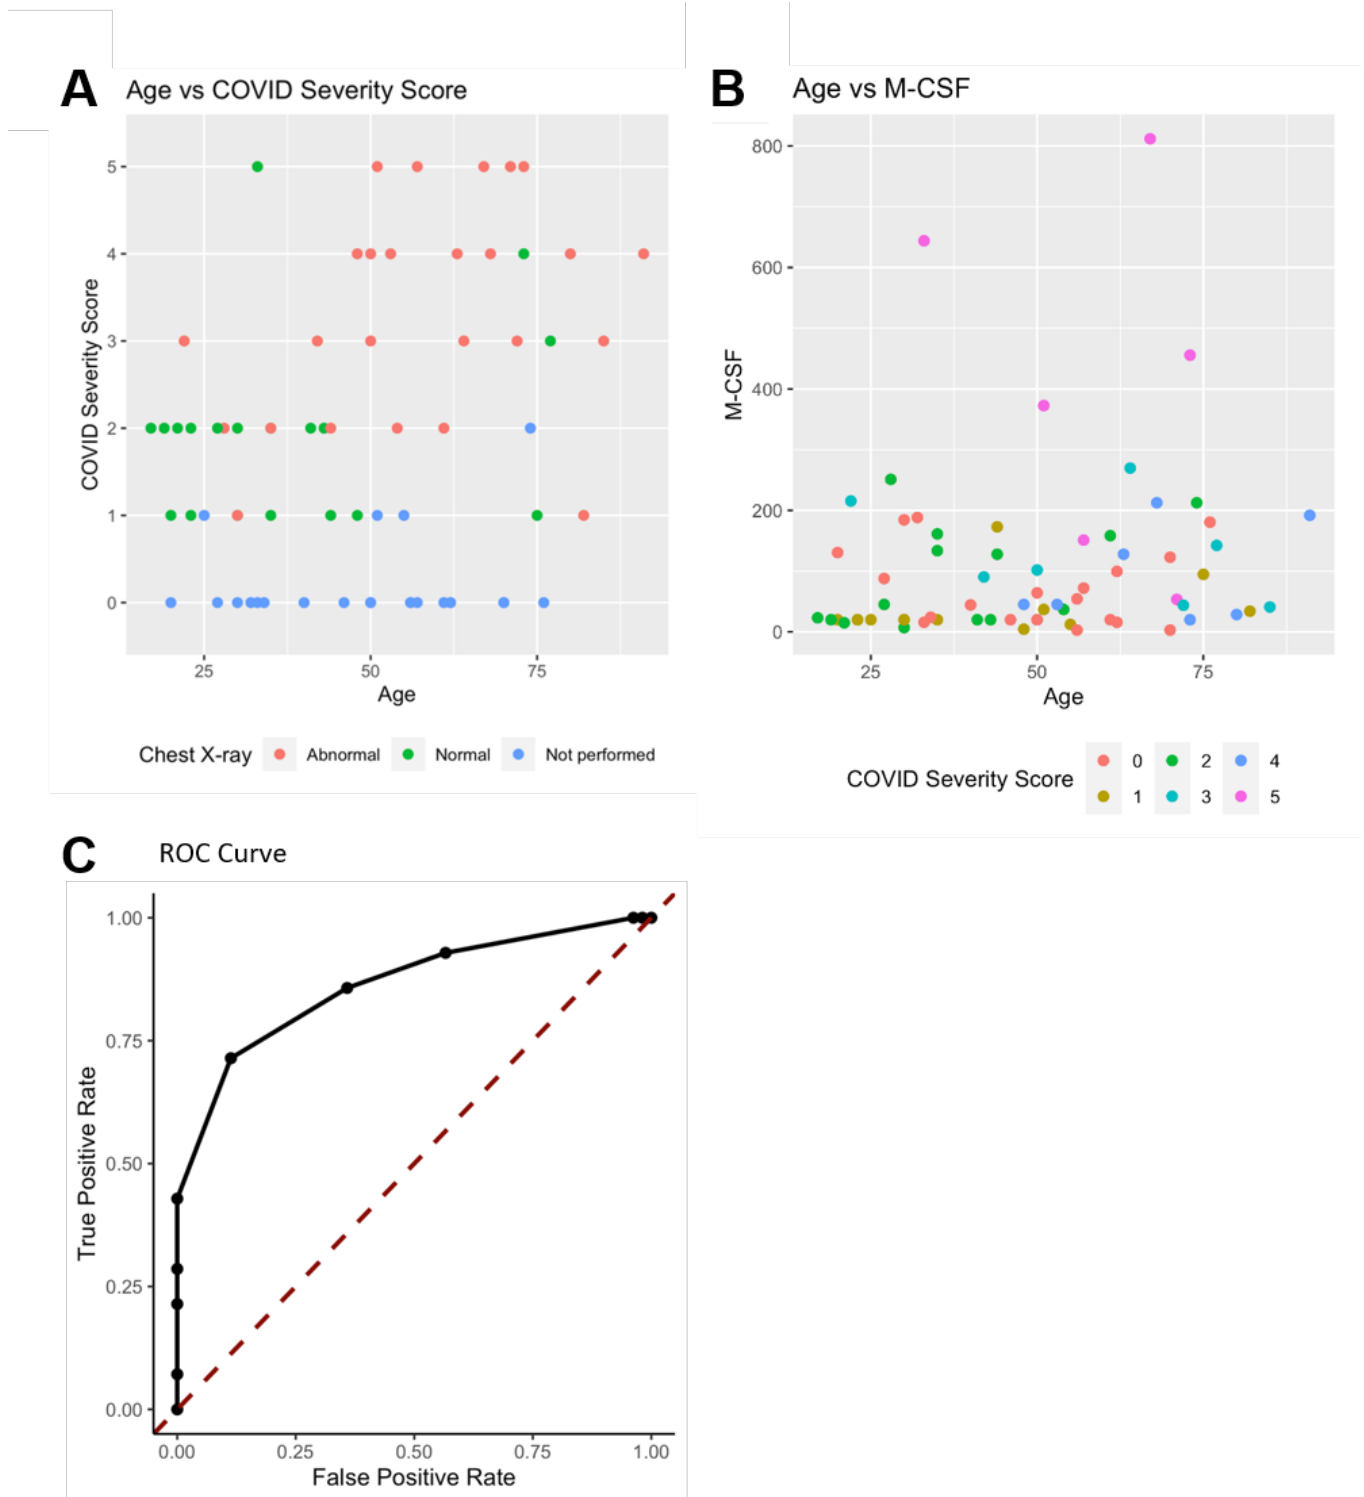 A Age vs COVID Severity Score
5
4
3
2
1
0
COVID Severity Score
25 50 75
Age
Chest X-ray Abnormal Normal Not performed
B Age vs M-CSF
800
600
400
200
0
M-CSF
25 50 75
Age
COVID Severity Score
0 2 4
1 3 5
C ROC Curve
1.00
0.75
0.50
0.25
0.00
True Positive Rate
0.00 0.25 0.50 0.75 1.00
False Positive Rate